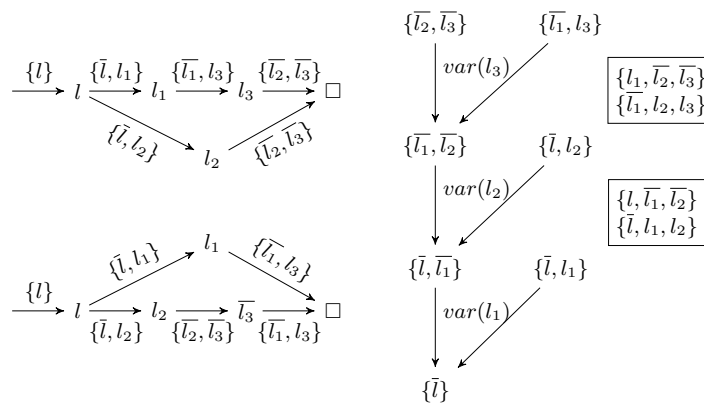 {l} {l̅, l₁} {l̅₁, l₃} {l̅₂, l̅₃}
l l₁ l₃ □
{l̅, l₂} {l̅₂, l̅₃}
l₂
l₁
{l̅, l₁} {l̅₁, l₃}
{l}
l l₂ l̅₃ □
{l̅, l₂} {l̅₂, l̅₃} {l̅₁, l₃}
{l̅₂, l̅₃} {l̅₁, l₃}
var(l₃)
{l̅₁, l̅₂} {l̅, l₂}
var(l₂)
{l̅, l̅₁} {l̅, l₁}
var(l₁)
{l̅}
{l₁, l̅₂, l̅₃}
{l̅₁, l₂, l₃}
{l, l̅₁, l̅₂}
{l̅, l₁, l₂}